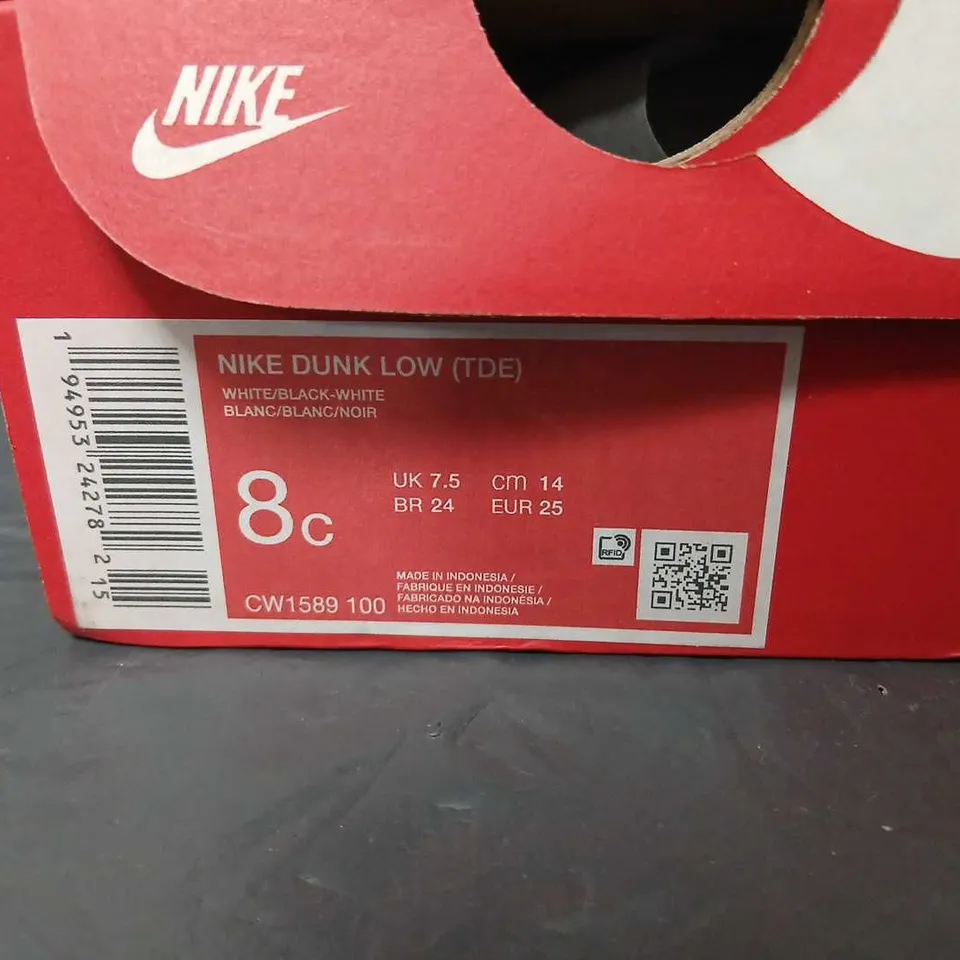 NIKE
NIKE DUNK LOW (TDE)
WHITE/BLACK-WHITE
BLANC/BLANC/NOIR
8C
UK 7.5 cm 14
BR 24 EUR 25
RFID
MADE IN INDONESIA /
FABRIQUE EN INDONESIE /
FABRICADO NA INDONÉSIA /
HECHO EN INDONESIA
CW1589 100
1 94953 24278 2 15